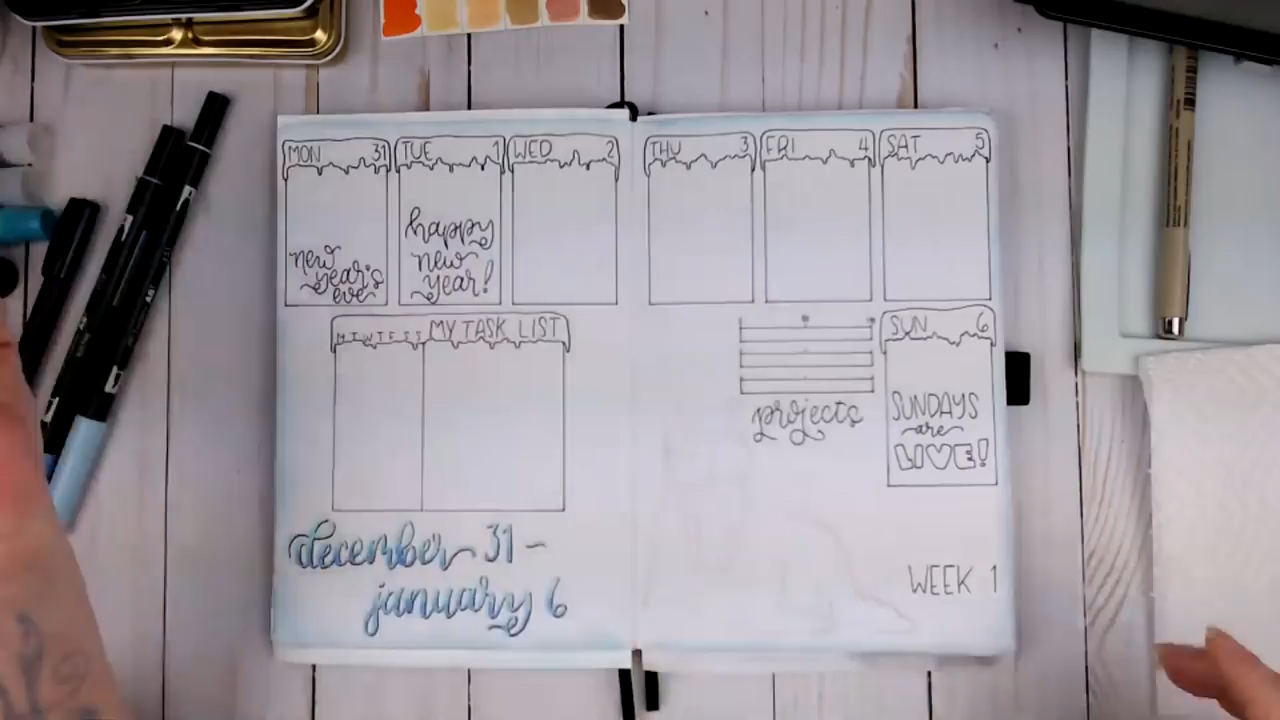 MON 31
TUE 1
WED 2
THU 3
FRI 4
SAT 5
new
year's
eve
happy
new
year!
M T W T F S S MY TASK LIST
projects
SUN 6
SUNDAYS
are
LIVE!
december 31 -
january 6
WEEK 1